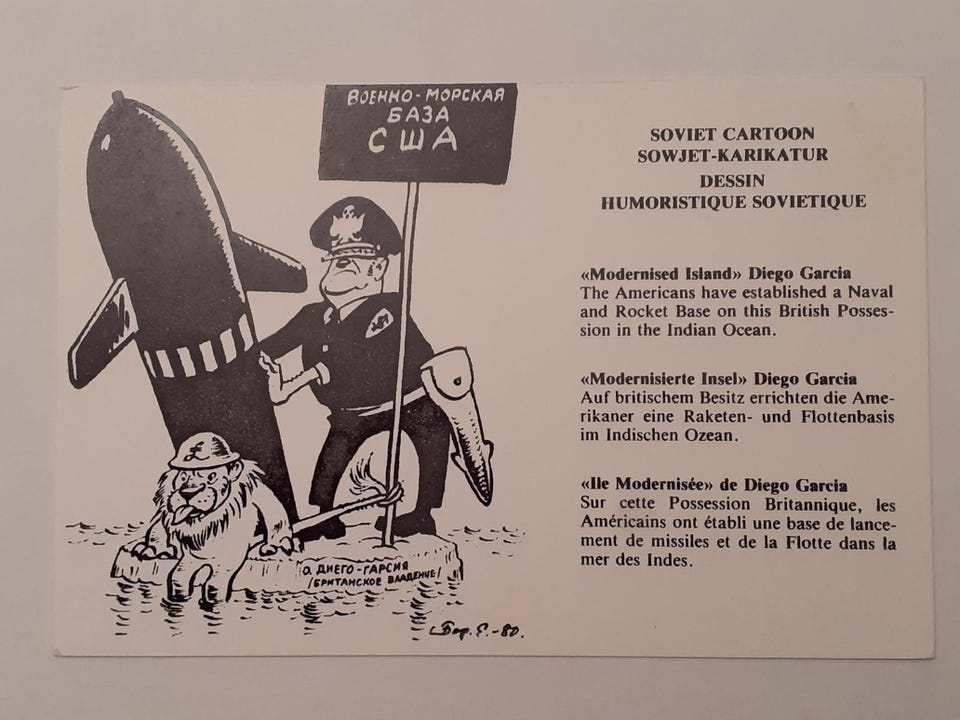 ВОЕННО-МОРСКАЯ
БАЗА
США
О. ДИЕГО-ГАРСИЯ
/БРИТАНСКОЕ ВЛАДЕНИЕ/
Бор. Е.-80.
SOVIET CARTOON
SOWJET-KARIKATUR
DESSIN
HUMORISTIQUE SOVIETIQUE
«Modernised Island» Diego Garcia
The Americans have established a Naval
and Rocket Base on this British Posses-
sion in the Indian Ocean.
«Modernisierte Insel» Diego Garcia
Auf britischem Besitz errichten die Ame-
rikaner eine Raketen- und Flottenbasis
im Indischen Ozean.
«Ile Modernisée» de Diego Garcia
Sur cette Possession Britannique, les
Américains ont établi une base de lance-
ment de missiles et de la Flotte dans la
mer des Indes.